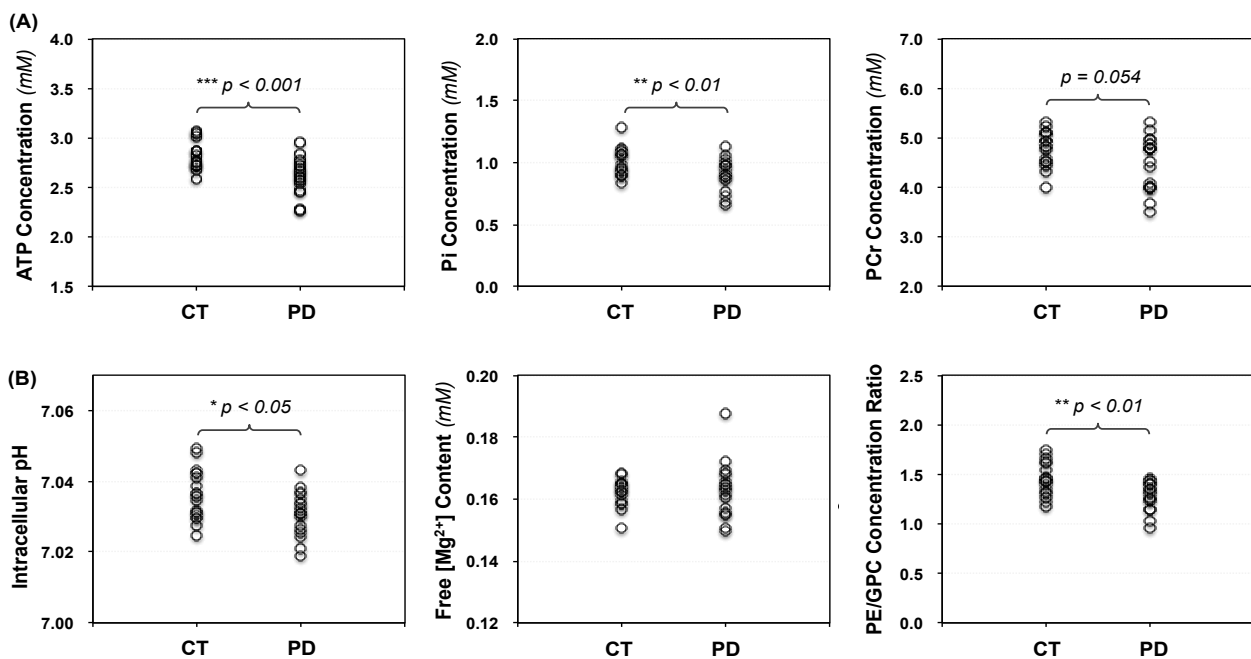 (A)
ATP Concentration (mM)
4.0
3.5
3.0
2.5
2.0
1.5
*** p < 0.001
CT PD
Pi Concentration (mM)
2.0
1.5
1.0
0.5
0.0
** p < 0.01
CT PD
PCr Concentration (mM)
7.0
6.0
5.0
4.0
3.0
2.0
p = 0.054
CT PD
(B)
Intracellular pH
7.06
7.04
7.02
7.00
* p < 0.05
CT PD
Free [Mg²⁺] Content (mM)
0.20
0.18
0.16
0.14
0.12
CT PD
PE/GPC Concentration Ratio
2.5
2.0
1.5
1.0
0.5
0.0
** p < 0.01
CT PD